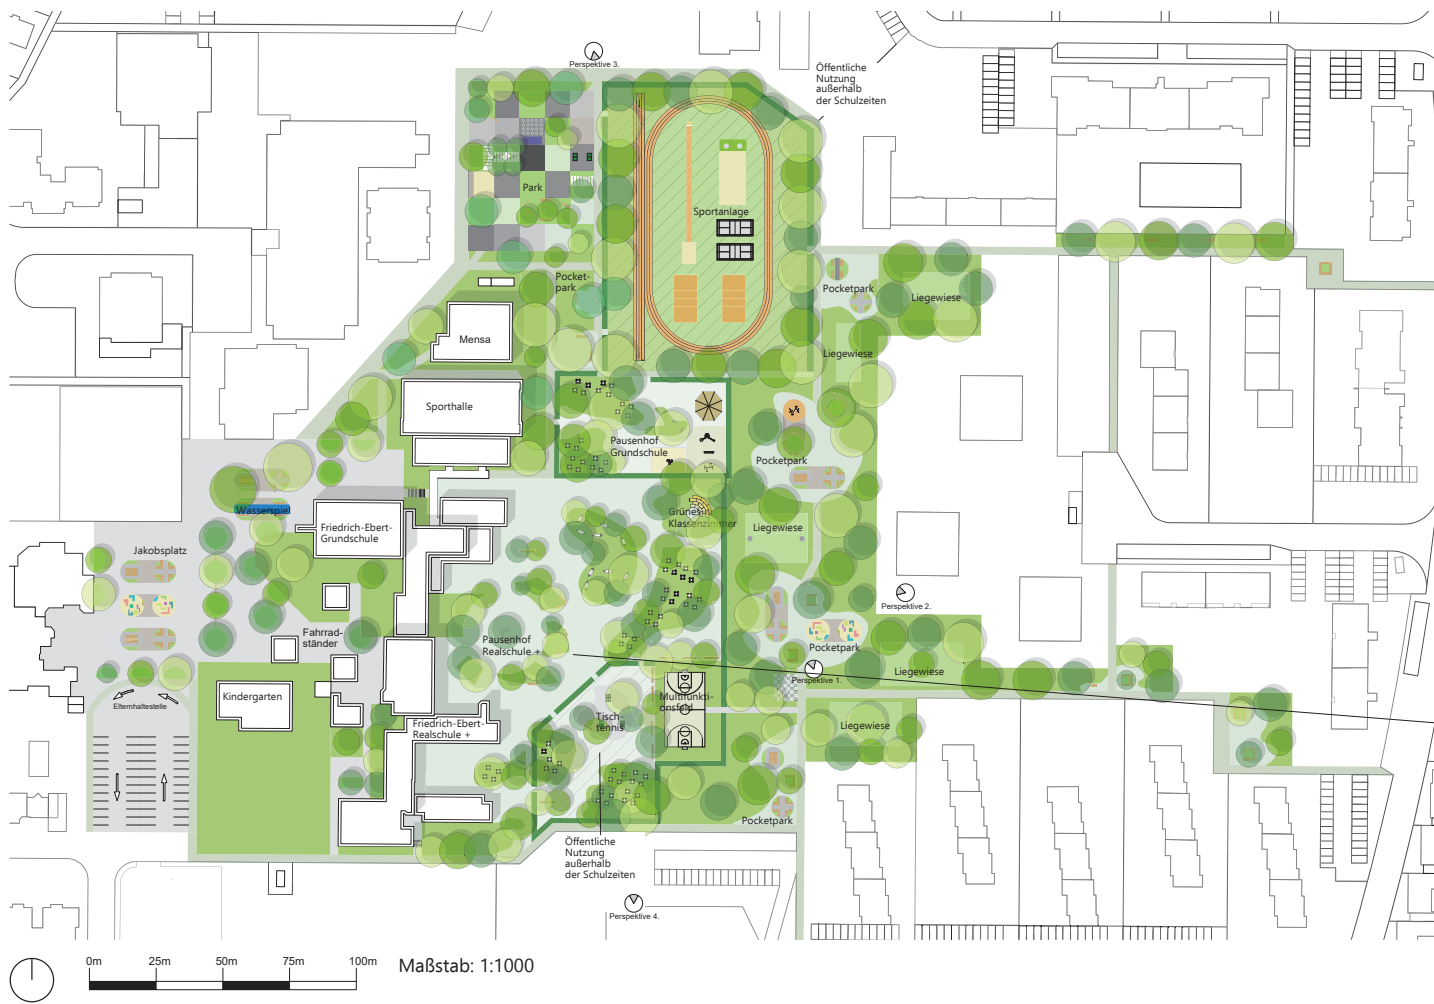 Perspektive 3.
Öffentliche
Nutzung
außerhalb
der Schulzeiten
Park
Sportanlage
Pocket-
park
Pocketpark
Liegewiese
Mensa
Liegewiese
Sporthalle
Pausenhof
Grundschule
Pocketpark
Wasserspiel
Friedrich-Ebert-
Grundschule
Grünes
Klassenzimmer
Liegewiese
Jakobsplatz
Perspektive 2.
Fahrrad-
ständer
Pausenhof
Realschule +
Pocketpark
Liegewiese
Perspektive 1.
Kindergarten
Elternhaltestelle
Multifunkti-
onsfeld
Tisch-
tennis
Friedrich-Ebert-
Realschule +
Liegewiese
Pocketpark
Öffentliche
Nutzung
außerhalb
der Schulzeiten
Perspektive 4.
0m 25m 50m 75m 100m
Maßstab: 1:1000